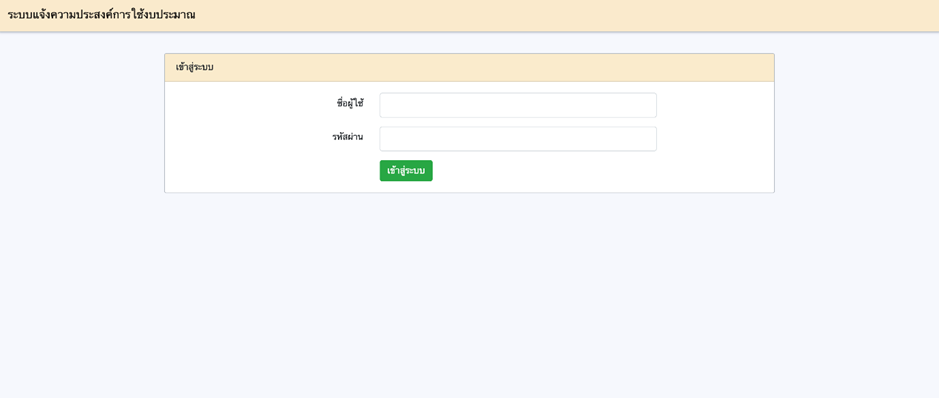 ระบบแจ้งความประสงค์การใช้งบประมาณ
เข้าสู่ระบบ
ชื่อผู้ใช้
รหัสผ่าน
เข้าสู่ระบบ